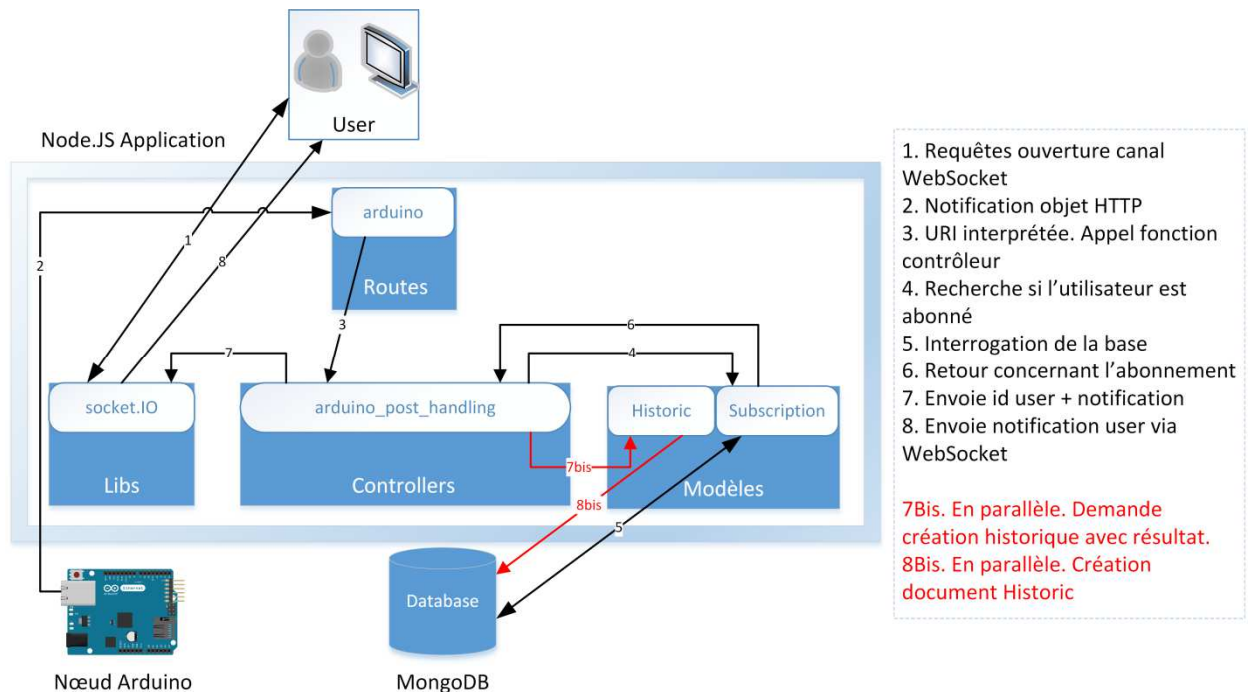 User
Node.JS Application
arduino
Routes
1
8
2
3
7
4
6
socket.IO
Libs
arduino_post_handling
Controllers
Historic
Subscription
Modèles
7bis
8bis
5
Database
MongoDB
Nœud Arduino
1. Requêtes ouverture canal
WebSocket
2. Notification objet HTTP
3. URI interprétée. Appel fonction
contrôleur
4. Recherche si l’utilisateur est
abonné
5. Interrogation de la base
6. Retour concernant l’abonnement
7. Envoie id user + notification
8. Envoie notification user via
WebSocket
7Bis. En parallèle. Demande
création historique avec résultat.
8Bis. En parallèle. Création
document Historic